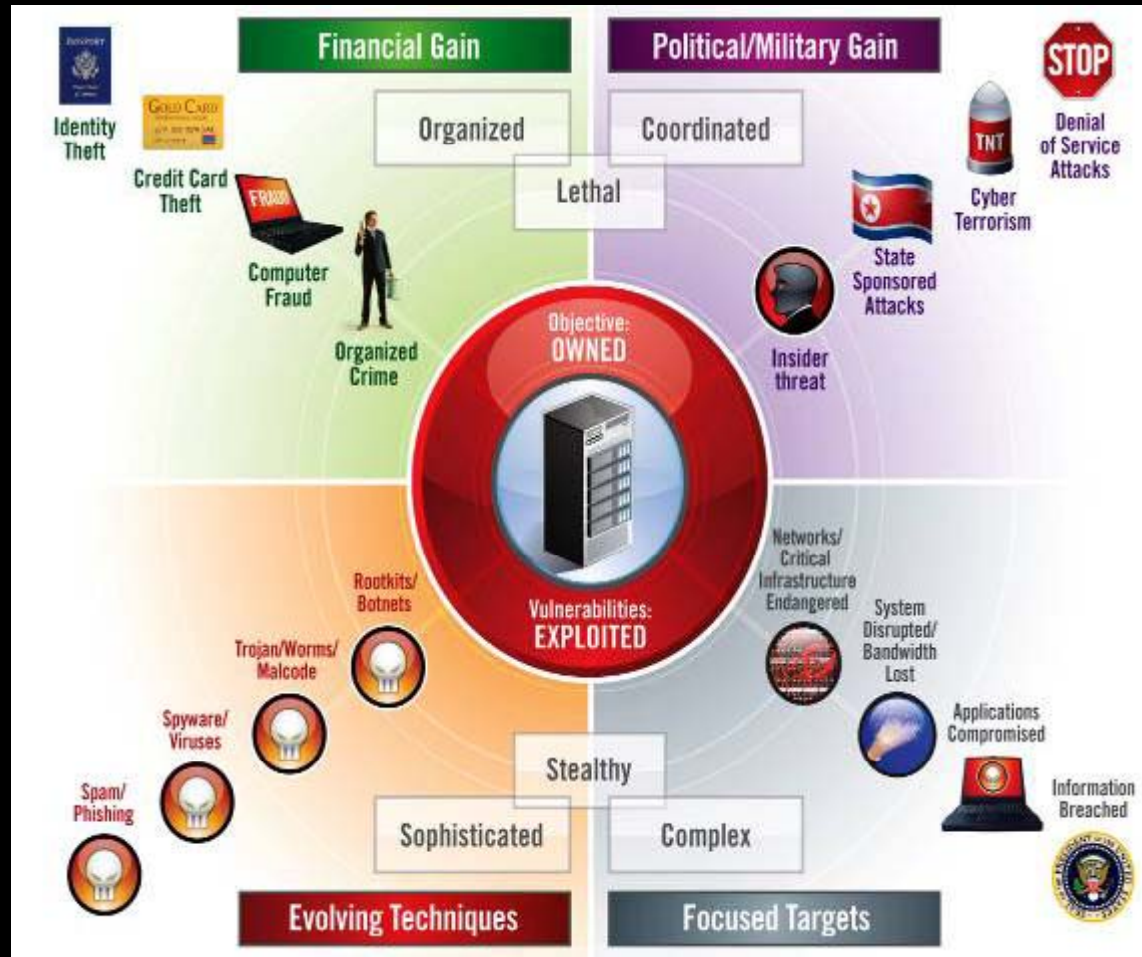 Financial Gain
Political/Military Gain
PASSPORT
GOLD CARD
STOP
Identity
Theft
Organized
Coordinated
Denial
of Service
Attacks
TNT
Credit Card
Theft
Lethal
Cyber
Terrorism
FRAUD
State
Sponsored
Attacks
Computer
Fraud
Organized
Crime
Objective:
OWNED
Insider
threat
Vulnerabilities:
EXPLOITED
Rootkits/
Botnets
Trojan/Worms/
Malcode
Spyware/
Viruses
Spam/
Phishing
Networks/
Critical
Infrastructure
Endangered
System
Disrupted/
Bandwidth
Lost
Applications
Compromised
Information
Breached
Stealthy
Sophisticated
Complex
Evolving Techniques
Focused Targets